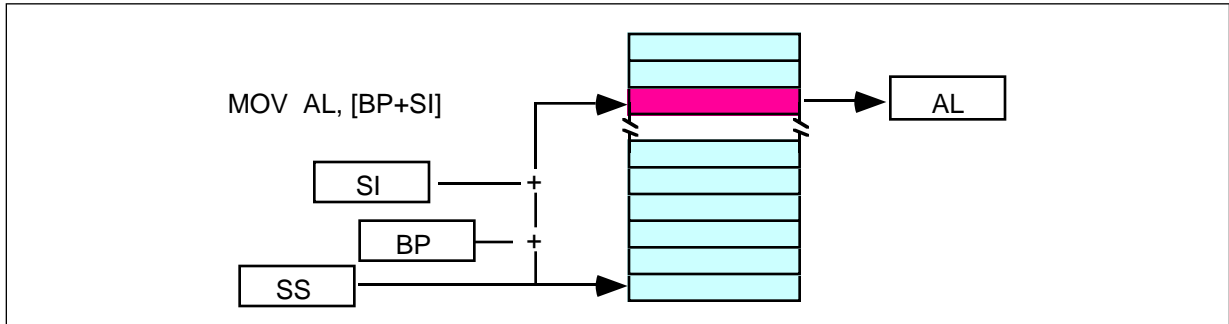 MOV AL, [BP+SI]
AL
SI
+
BP
+
SS